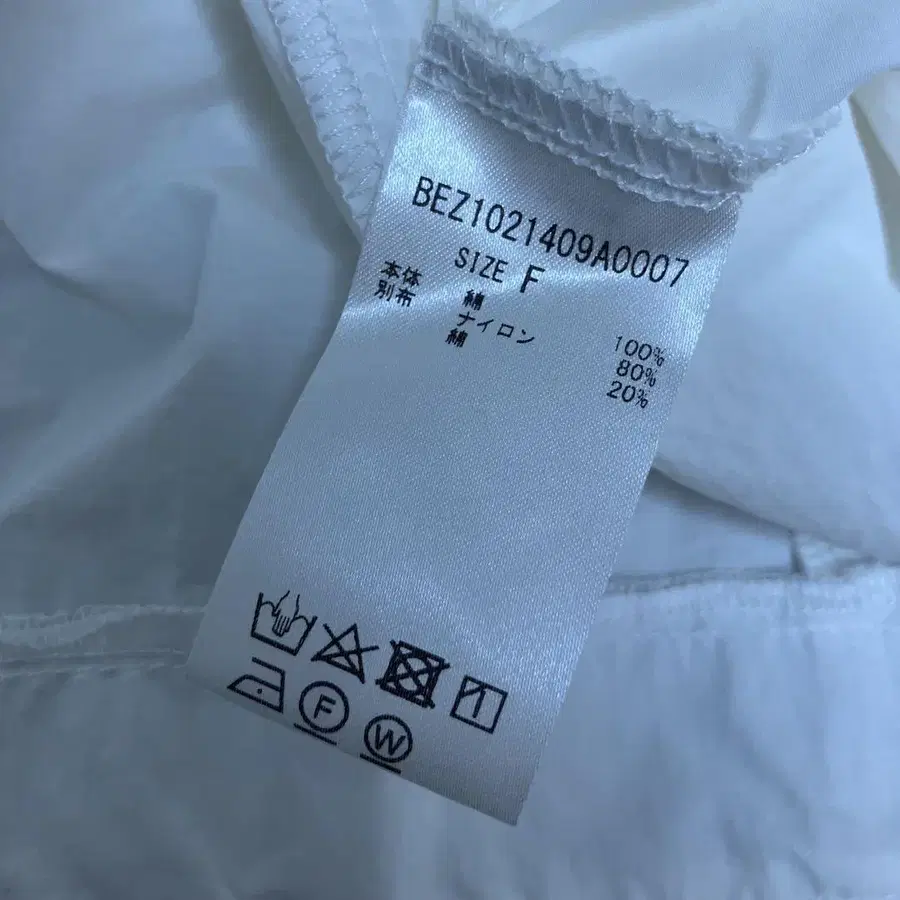 BEZ1021409A0007
SIZE F
本体 綿 100%
別布 ナイロン 80%
綿 20%
F
W